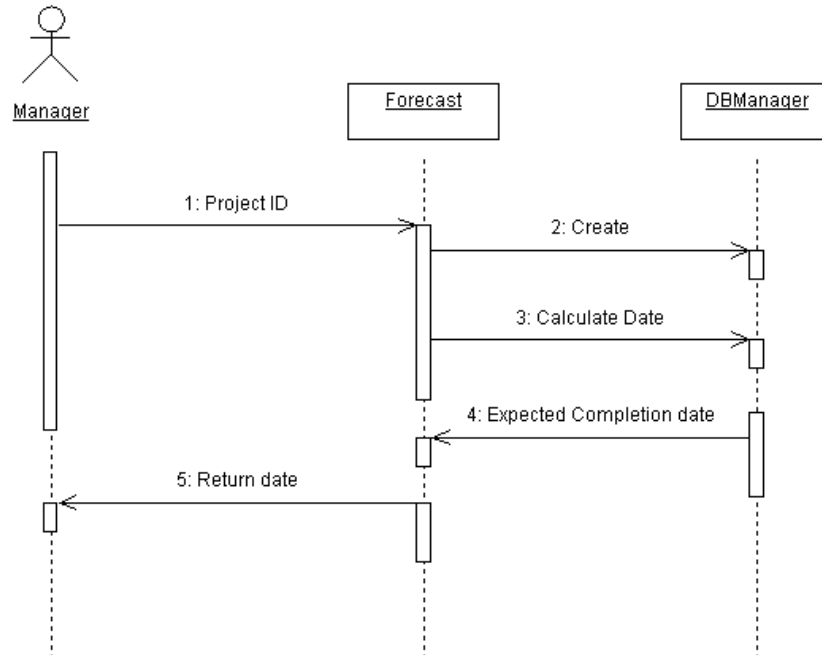 Manager
Forecast
DBManager
1: Project ID
2: Create
3: Calculate Date
4: Expected Completion date
5: Return date